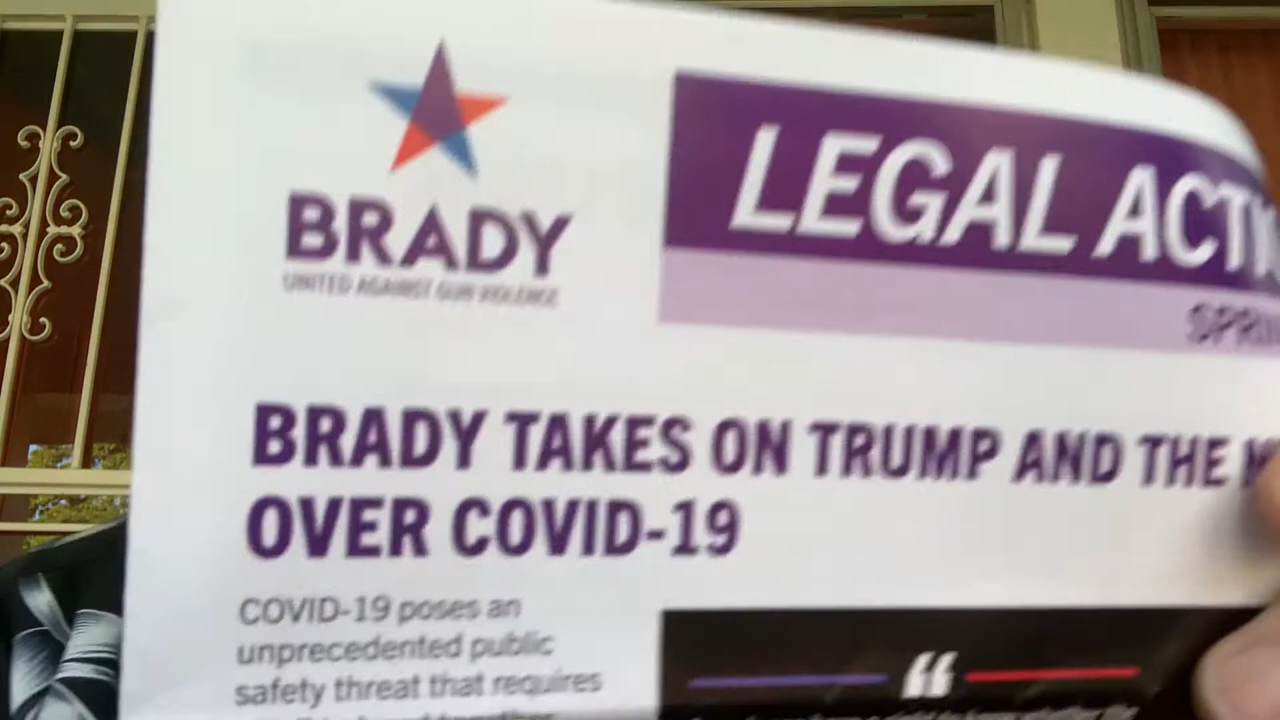 BRADY
UNITED AGAINST GUN VIOLENCE
LEGAL ACTI
SPRIN
BRADY TAKES ON TRUMP AND THE
OVER COVID-19
COVID-19 poses an
unprecedented public
safety threat that requires
“